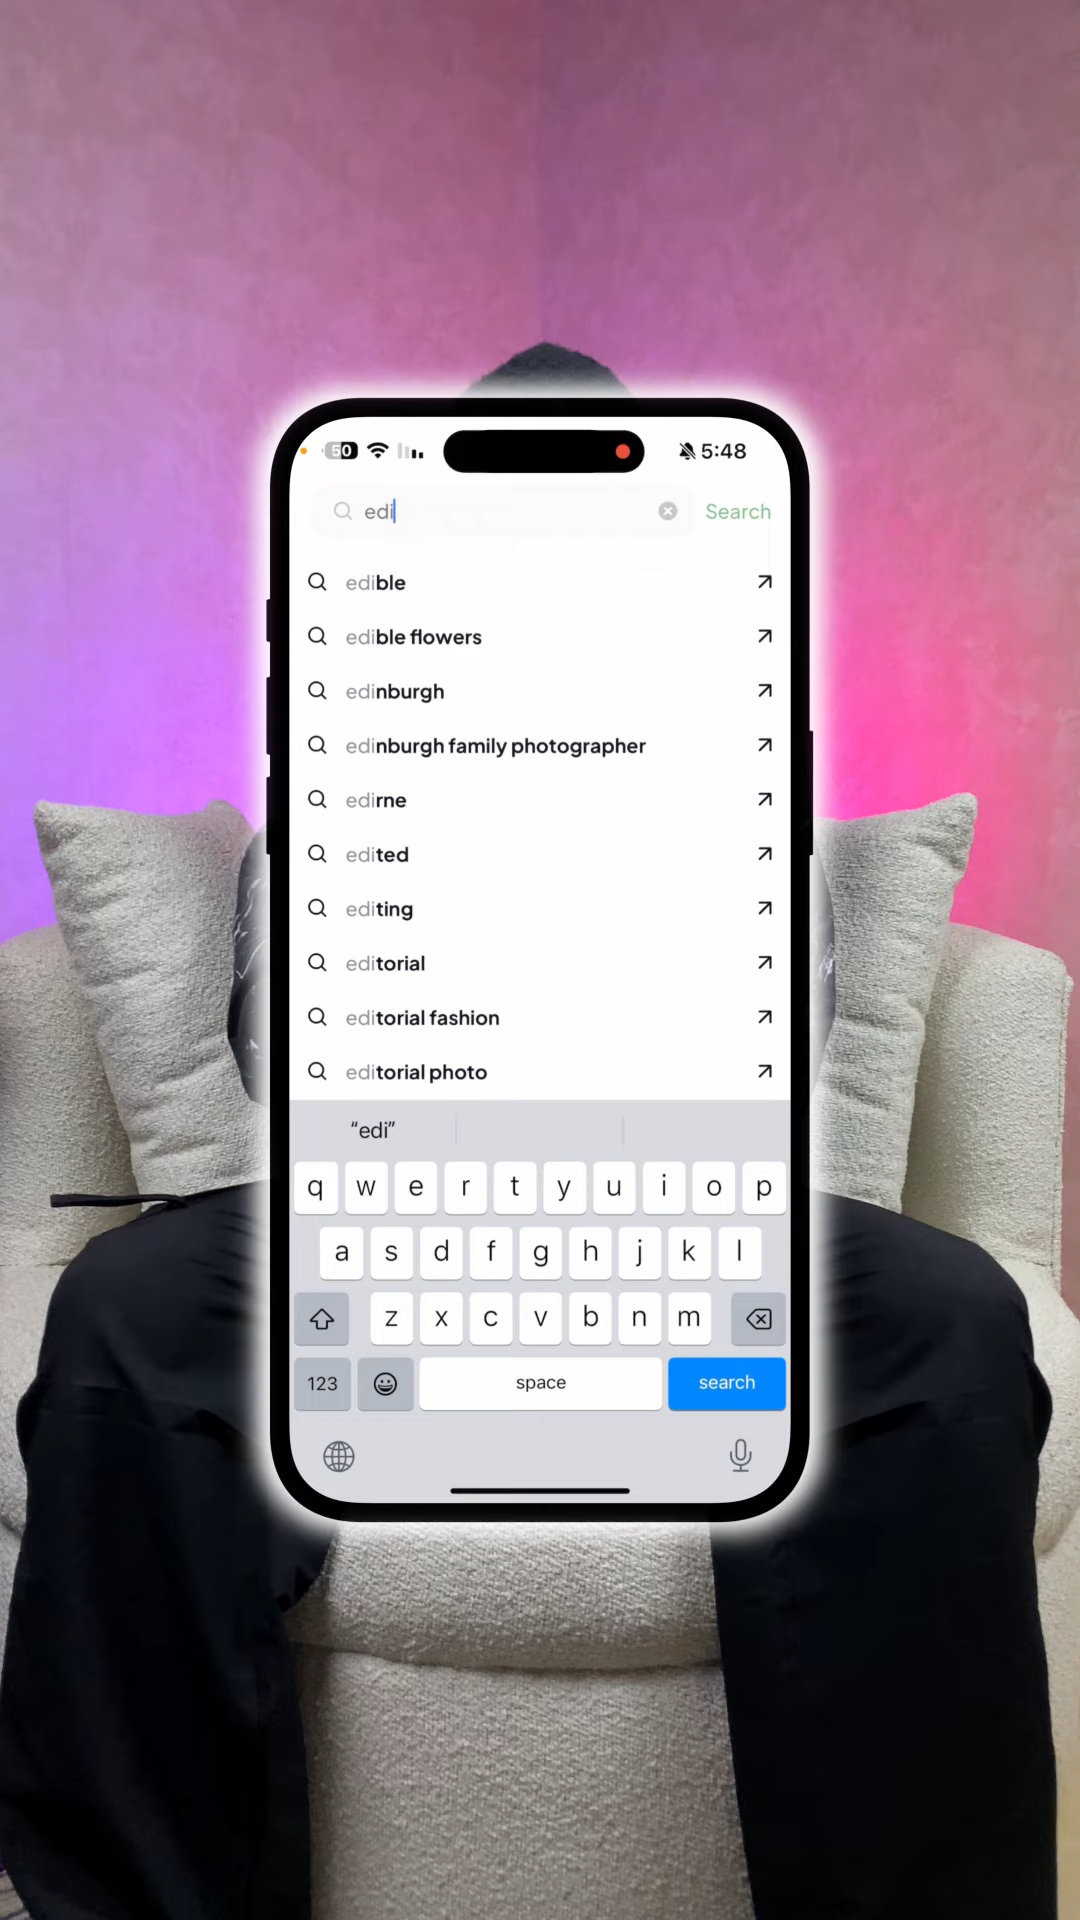 50
5:48
edi
Search
edible
edible flowers
edinburgh
edinburgh family photographer
edirne
edited
editing
editorial
editorial fashion
editorial photo
“edi”
q w e r t y u i o p
a s d f g h j k l
z x c v b n m
123
space
search